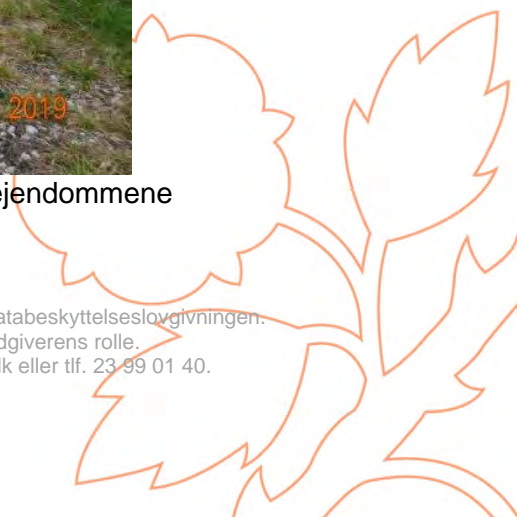 2019
ejendommene
atabeskyttelseslovgivningen.
dgiverens rolle.
lk eller tlf. 23 99 01 40.